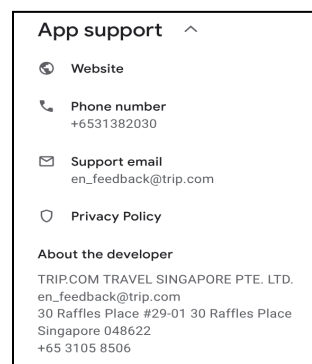 App support
Website
Phone number
+6531382030
Support email
en_feedback@trip.com
Privacy Policy
About the developer
TRIP.COM TRAVEL SINGAPORE PTE. LTD.
en_feedback@trip.com
30 Raffles Place #29-01 30 Raffles Place
Singapore 048622
+65 3105 8506